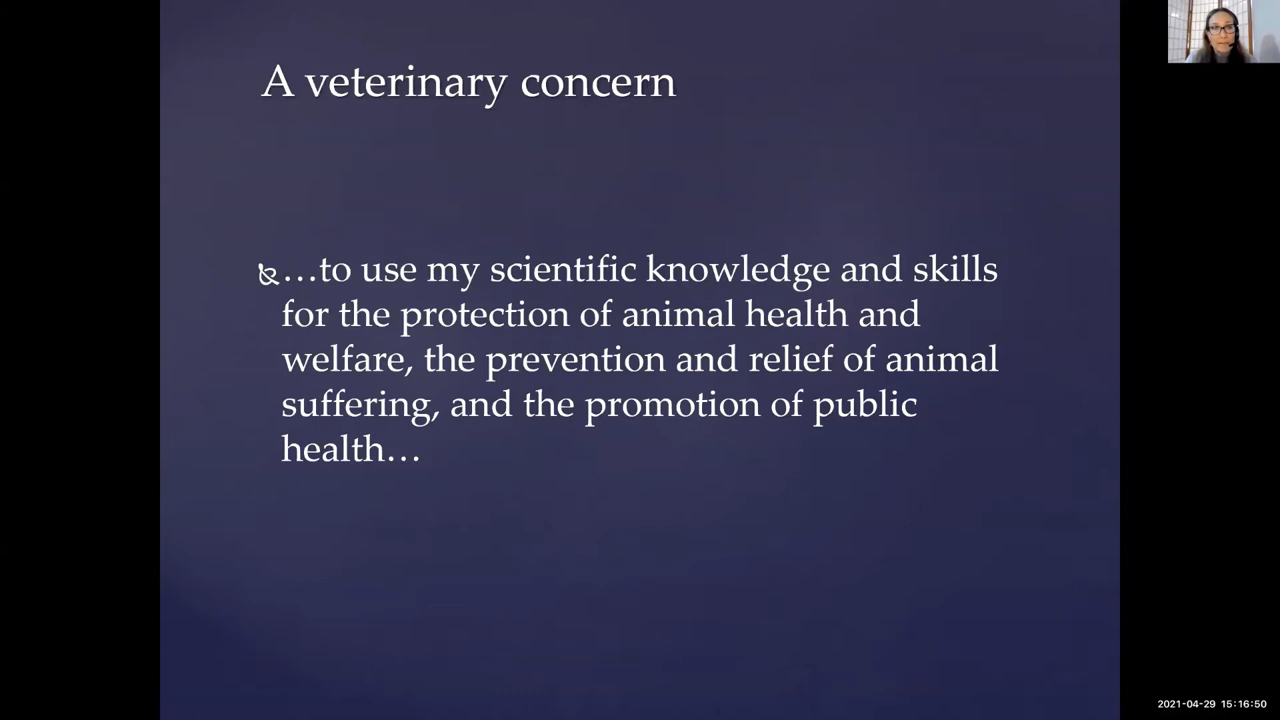 A veterinary concern
…to use my scientific knowledge and skills
for the protection of animal health and
welfare, the prevention and relief of animal
suffering, and the promotion of public
health…
2021-04-29 15:16:50